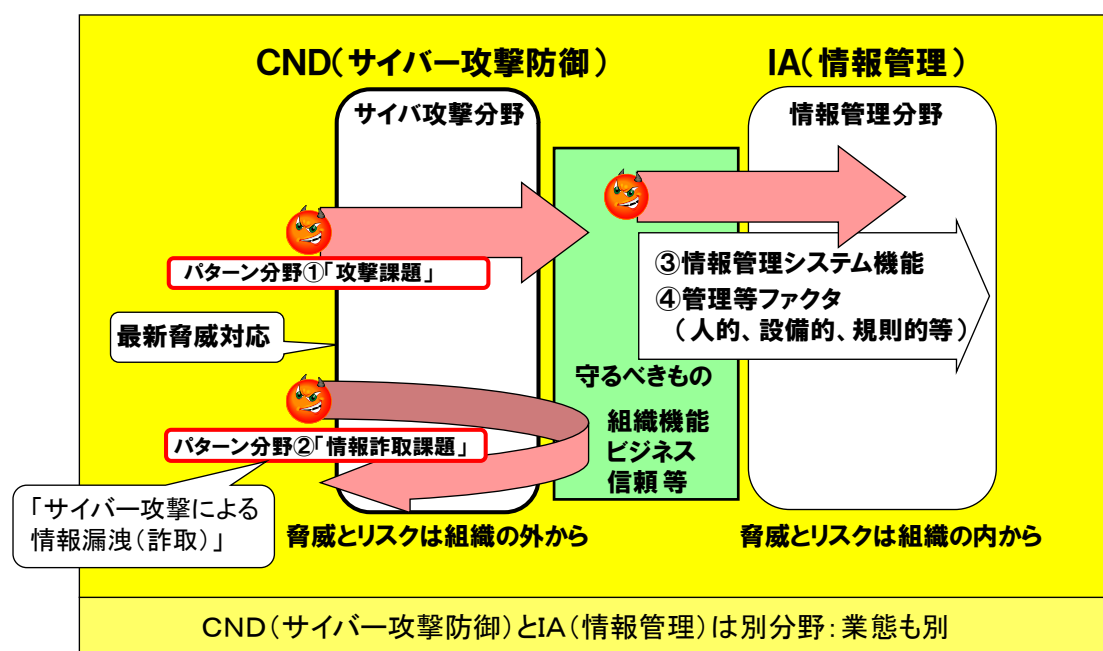 CND（サイバー攻撃防御）
IA（情報管理）
サイバ攻撃分野
情報管理分野
パターン分野①「攻撃課題」
③情報管理システム機能
④管理等ファクタ
（人的、設備的、規則的等）
最新脅威対応
守るべきもの
組織機能
ビジネス
信頼 等
パターン分野②「情報詐取課題」
「サイバー攻撃による
情報漏洩（詐取）」
脅威とリスクは組織の外から
脅威とリスクは組織の内から
CND（サイバー攻撃防御）とIA（情報管理）は別分野：業態も別